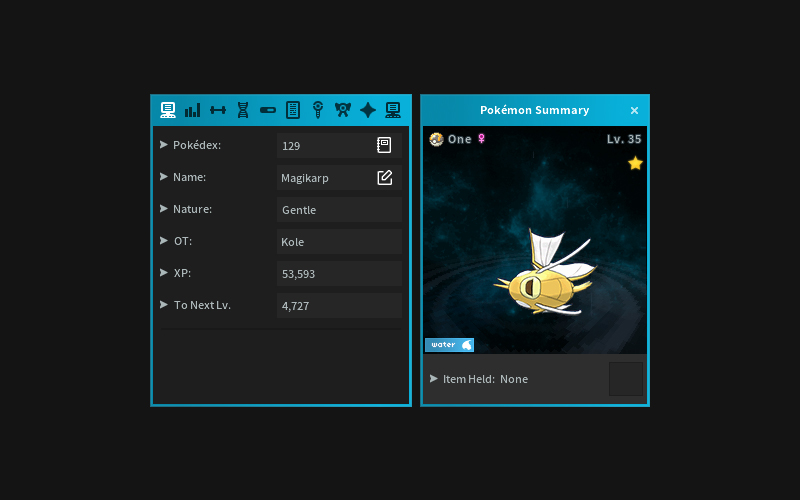 Pokédex: 129
Name: Magikarp
Nature: Gentle
OT: Kole
XP: 53,593
To Next Lv. 4,727
Pokémon Summary ×
One ♀ Lv. 35
water
Item Held: None